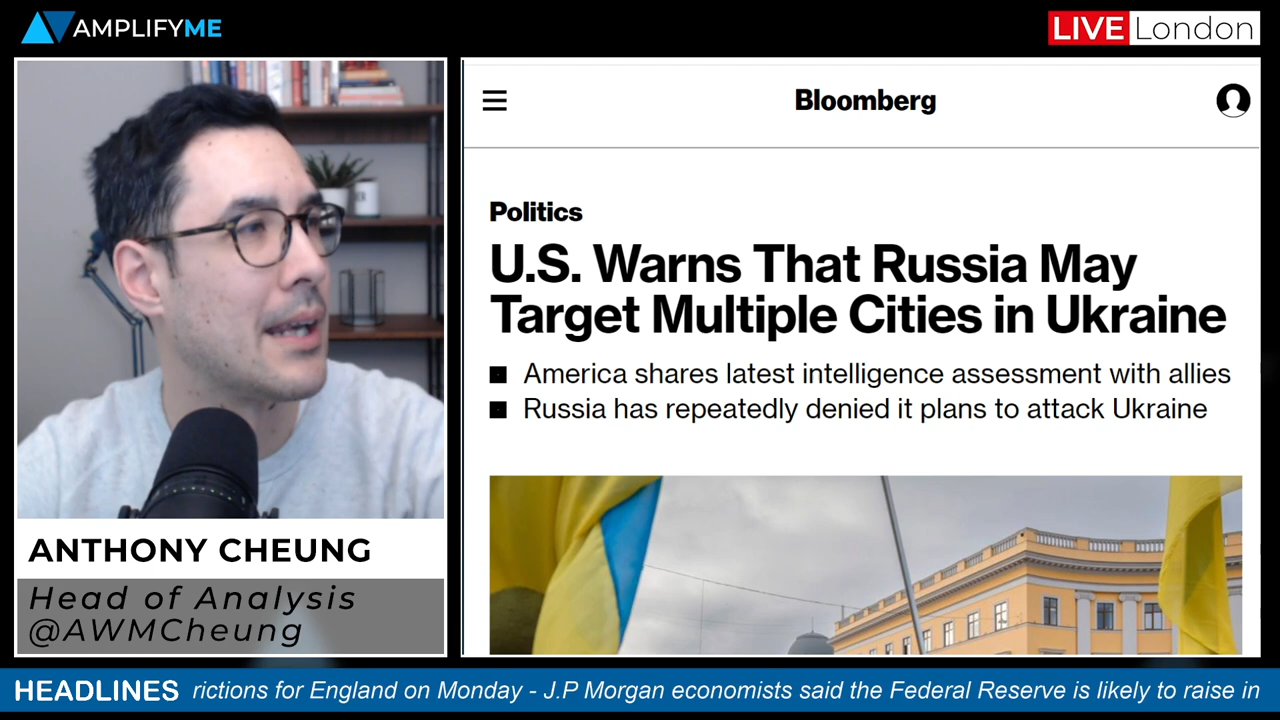 AMPLIFYME
LIVE London
Bloomberg
Politics
U.S. Warns That Russia May
Target Multiple Cities in Ukraine
America shares latest intelligence assessment with allies
Russia has repeatedly denied it plans to attack Ukraine
ANTHONY CHEUNG
Head of Analysis
@AWMCheung
HEADLINES rictions for England on Monday - J.P Morgan economists said the Federal Reserve is likely to raise in